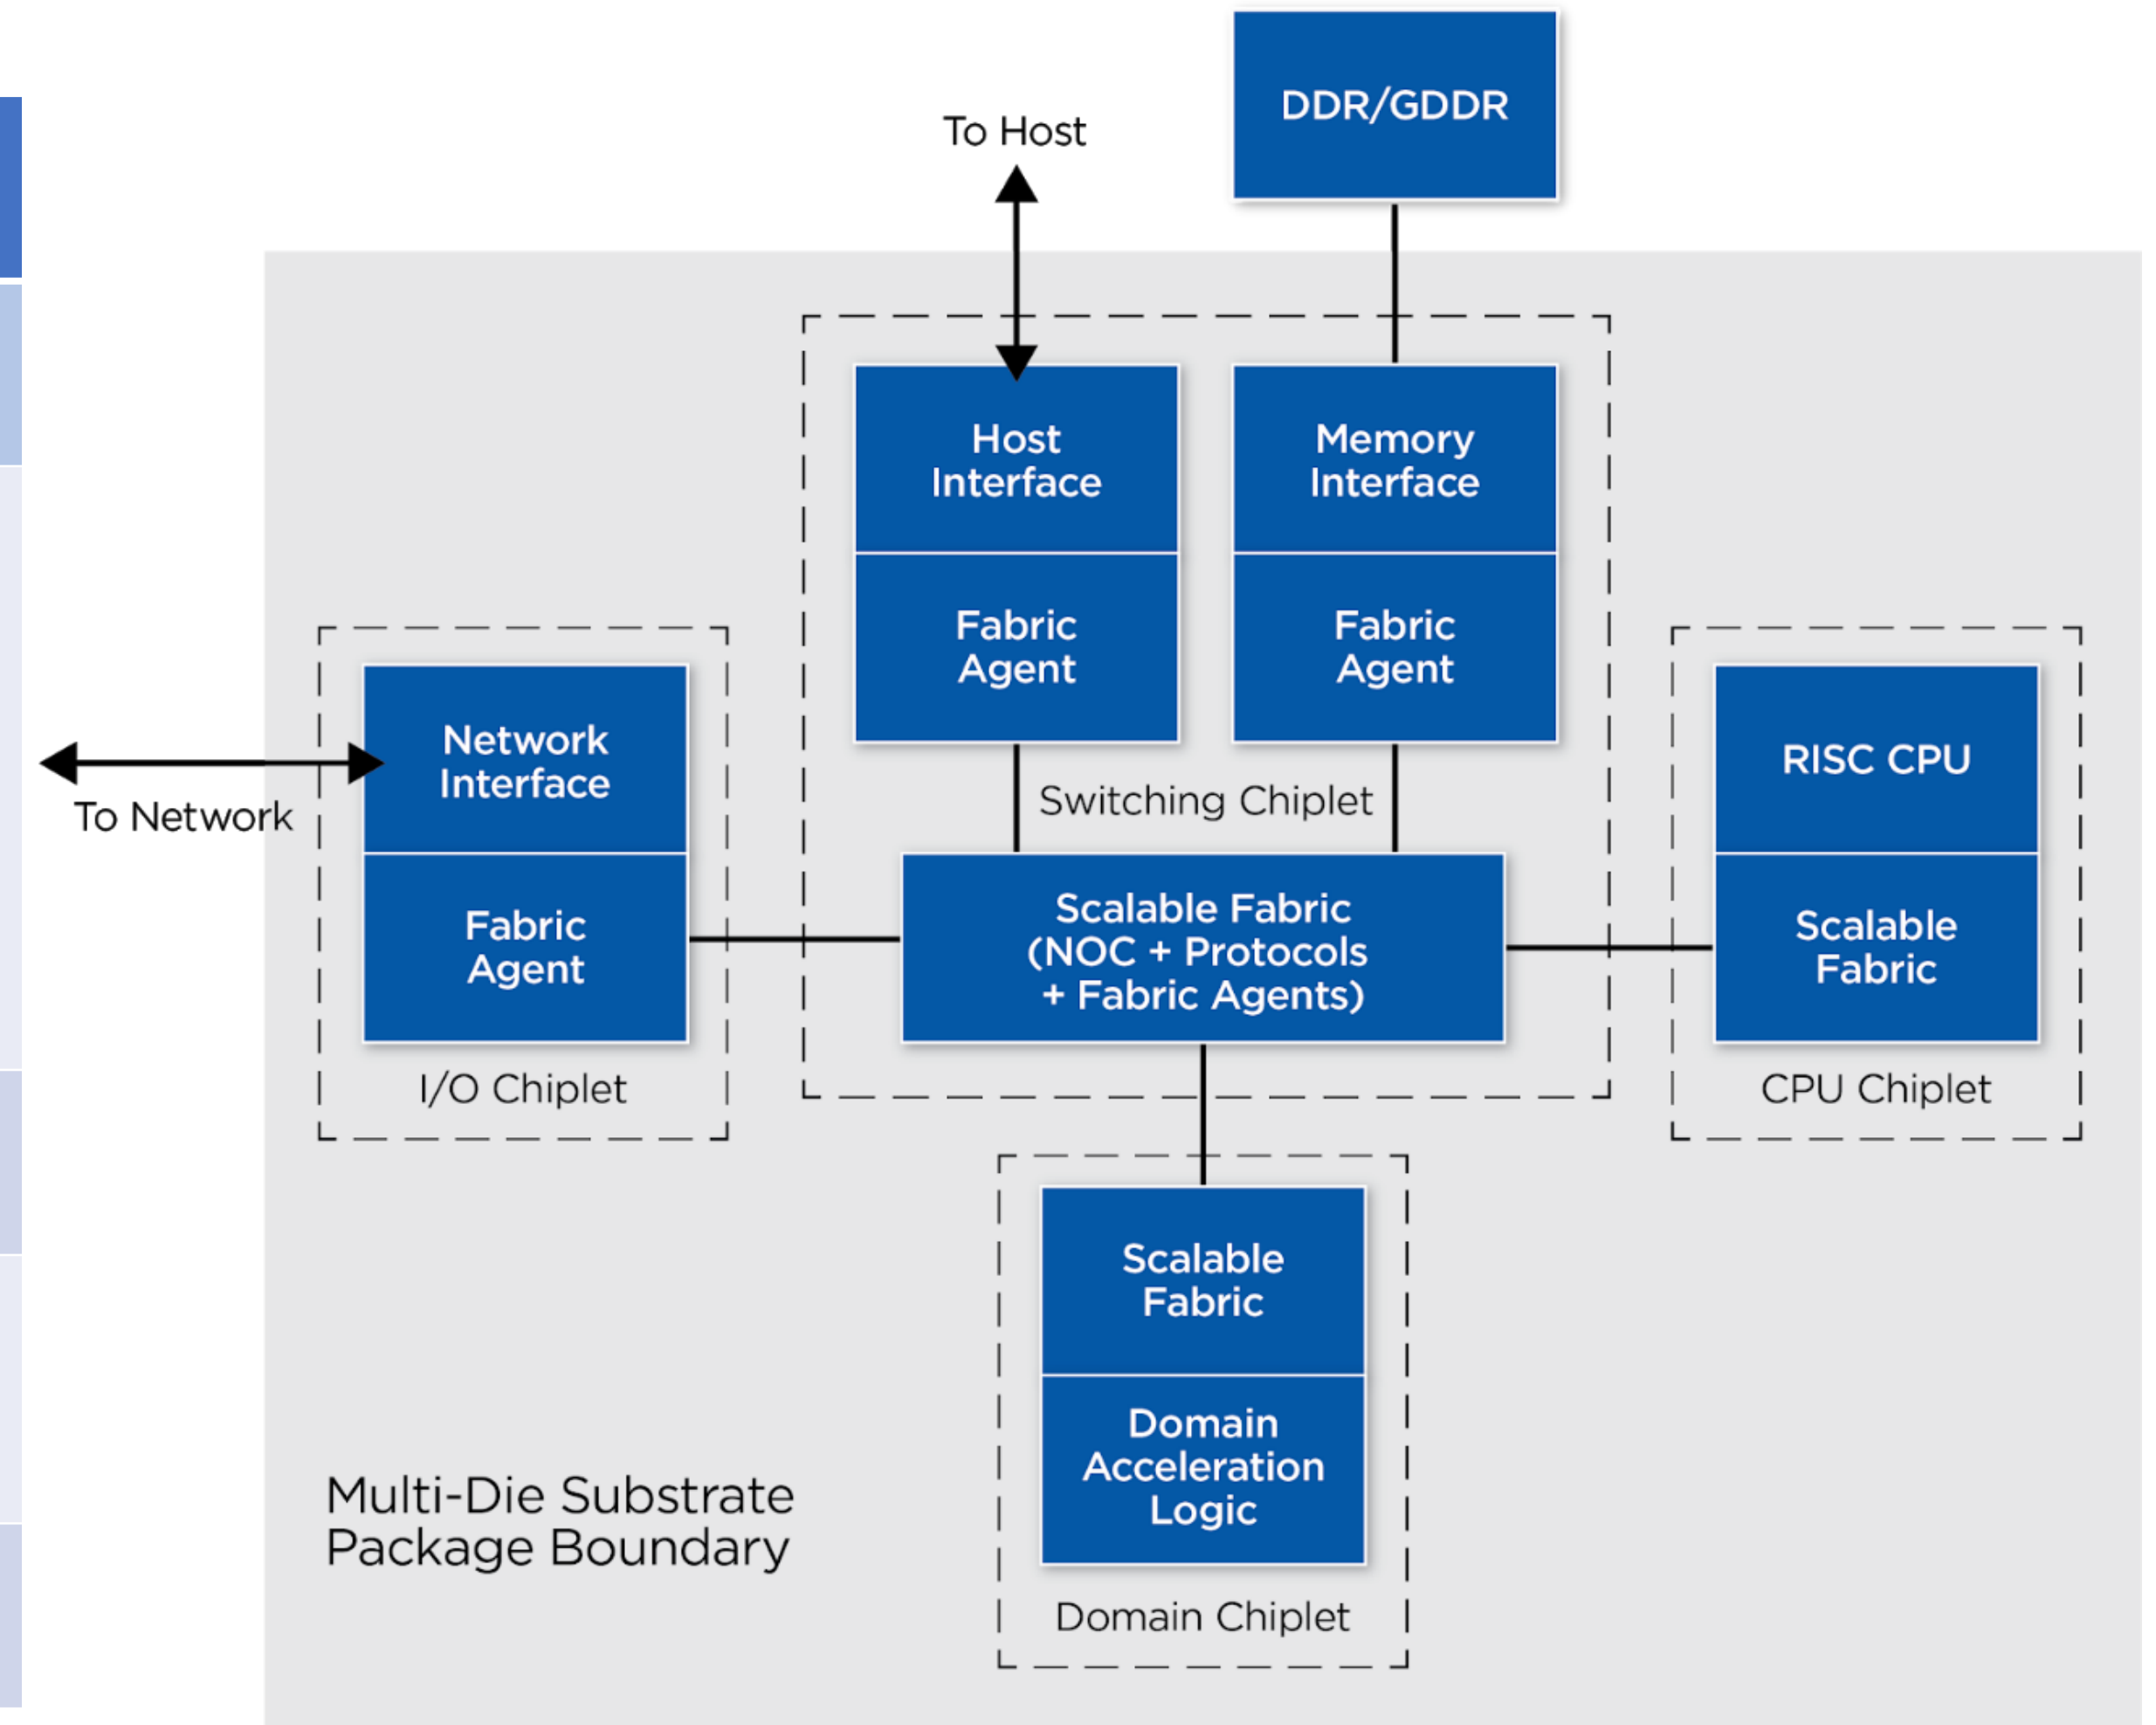 DDR/GDDR
To Host
Host
Interface
Fabric
Agent
Memory
Interface
Fabric
Agent
Switching Chiplet
Network
Interface
To Network
Fabric
Agent
I/O Chiplet
Scalable Fabric
(NOC + Protocols
+ Fabric Agents)
RISC CPU
Scalable
Fabric
CPU Chiplet
Scalable
Fabric
Domain
Acceleration
Logic
Domain Chiplet
Multi-Die Substrate
Package Boundary